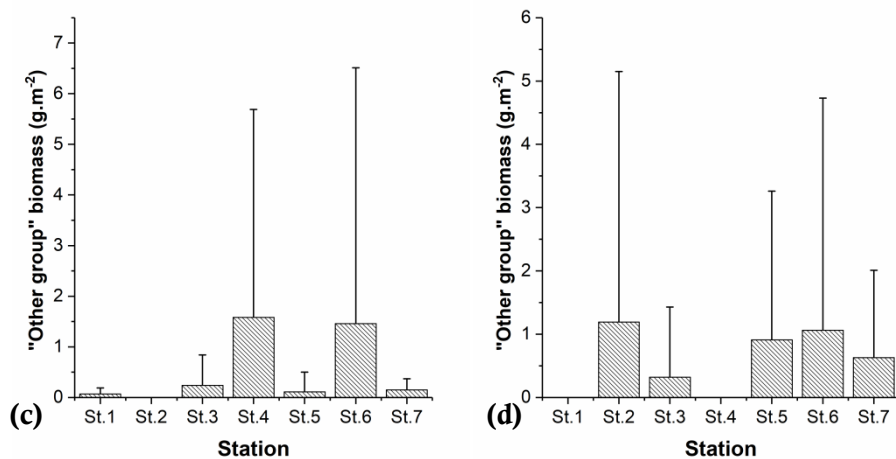 "Other group" biomass (g.m-2)
7
6
5
4
3
2
1
0
St.1 St.2 St.3 St.4 St.5 St.6 St.7
Station
(c)
"Other group" biomass (g.m-2)
6
5
4
3
2
1
0
St.1 St.2 St.3 St.4 St.5 St.6 St.7
Station
(d)